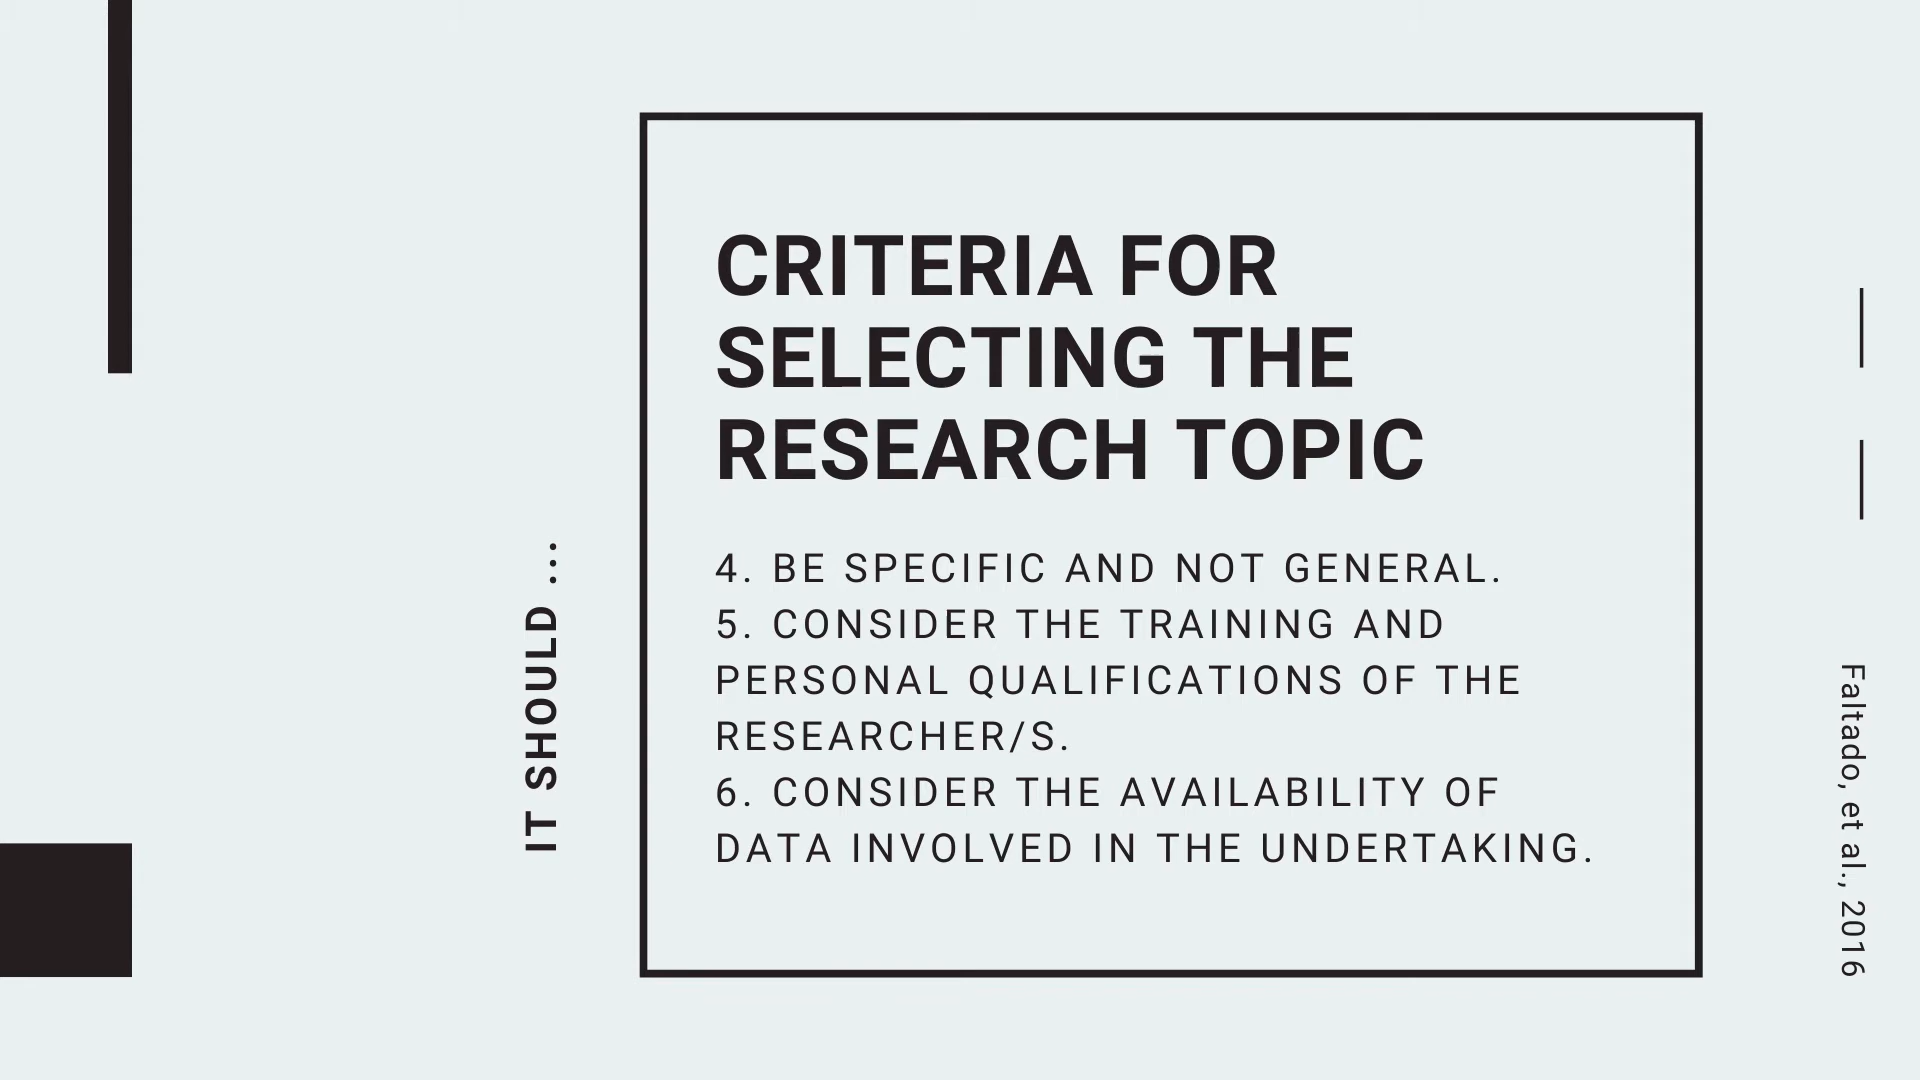 IT SHOULD ...
CRITERIA FOR
SELECTING THE
RESEARCH TOPIC
4. BE SPECIFIC AND NOT GENERAL.
5. CONSIDER THE TRAINING AND
PERSONAL QUALIFICATIONS OF THE
RESEARCHER/S.
6. CONSIDER THE AVAILABILITY OF
DATA INVOLVED IN THE UNDERTAKING.
Faltado, et al., 2016